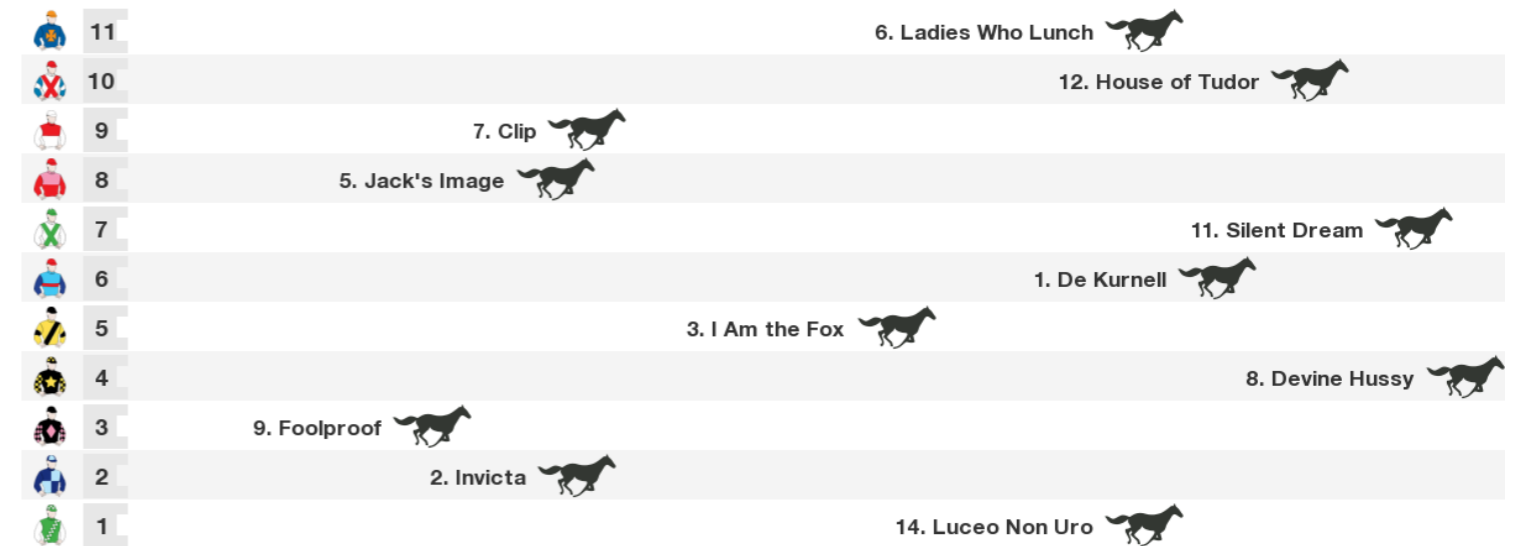 11 6. Ladies Who Lunch
10 12. House of Tudor
9 7. Clip
8 5. Jack's Image
7 11. Silent Dream
6 1. De Kurnell
5 3. I Am the Fox
4 8. Devine Hussy
3 9. Foolproof
2 2. Invicta
1 14. Luceo Non Uro